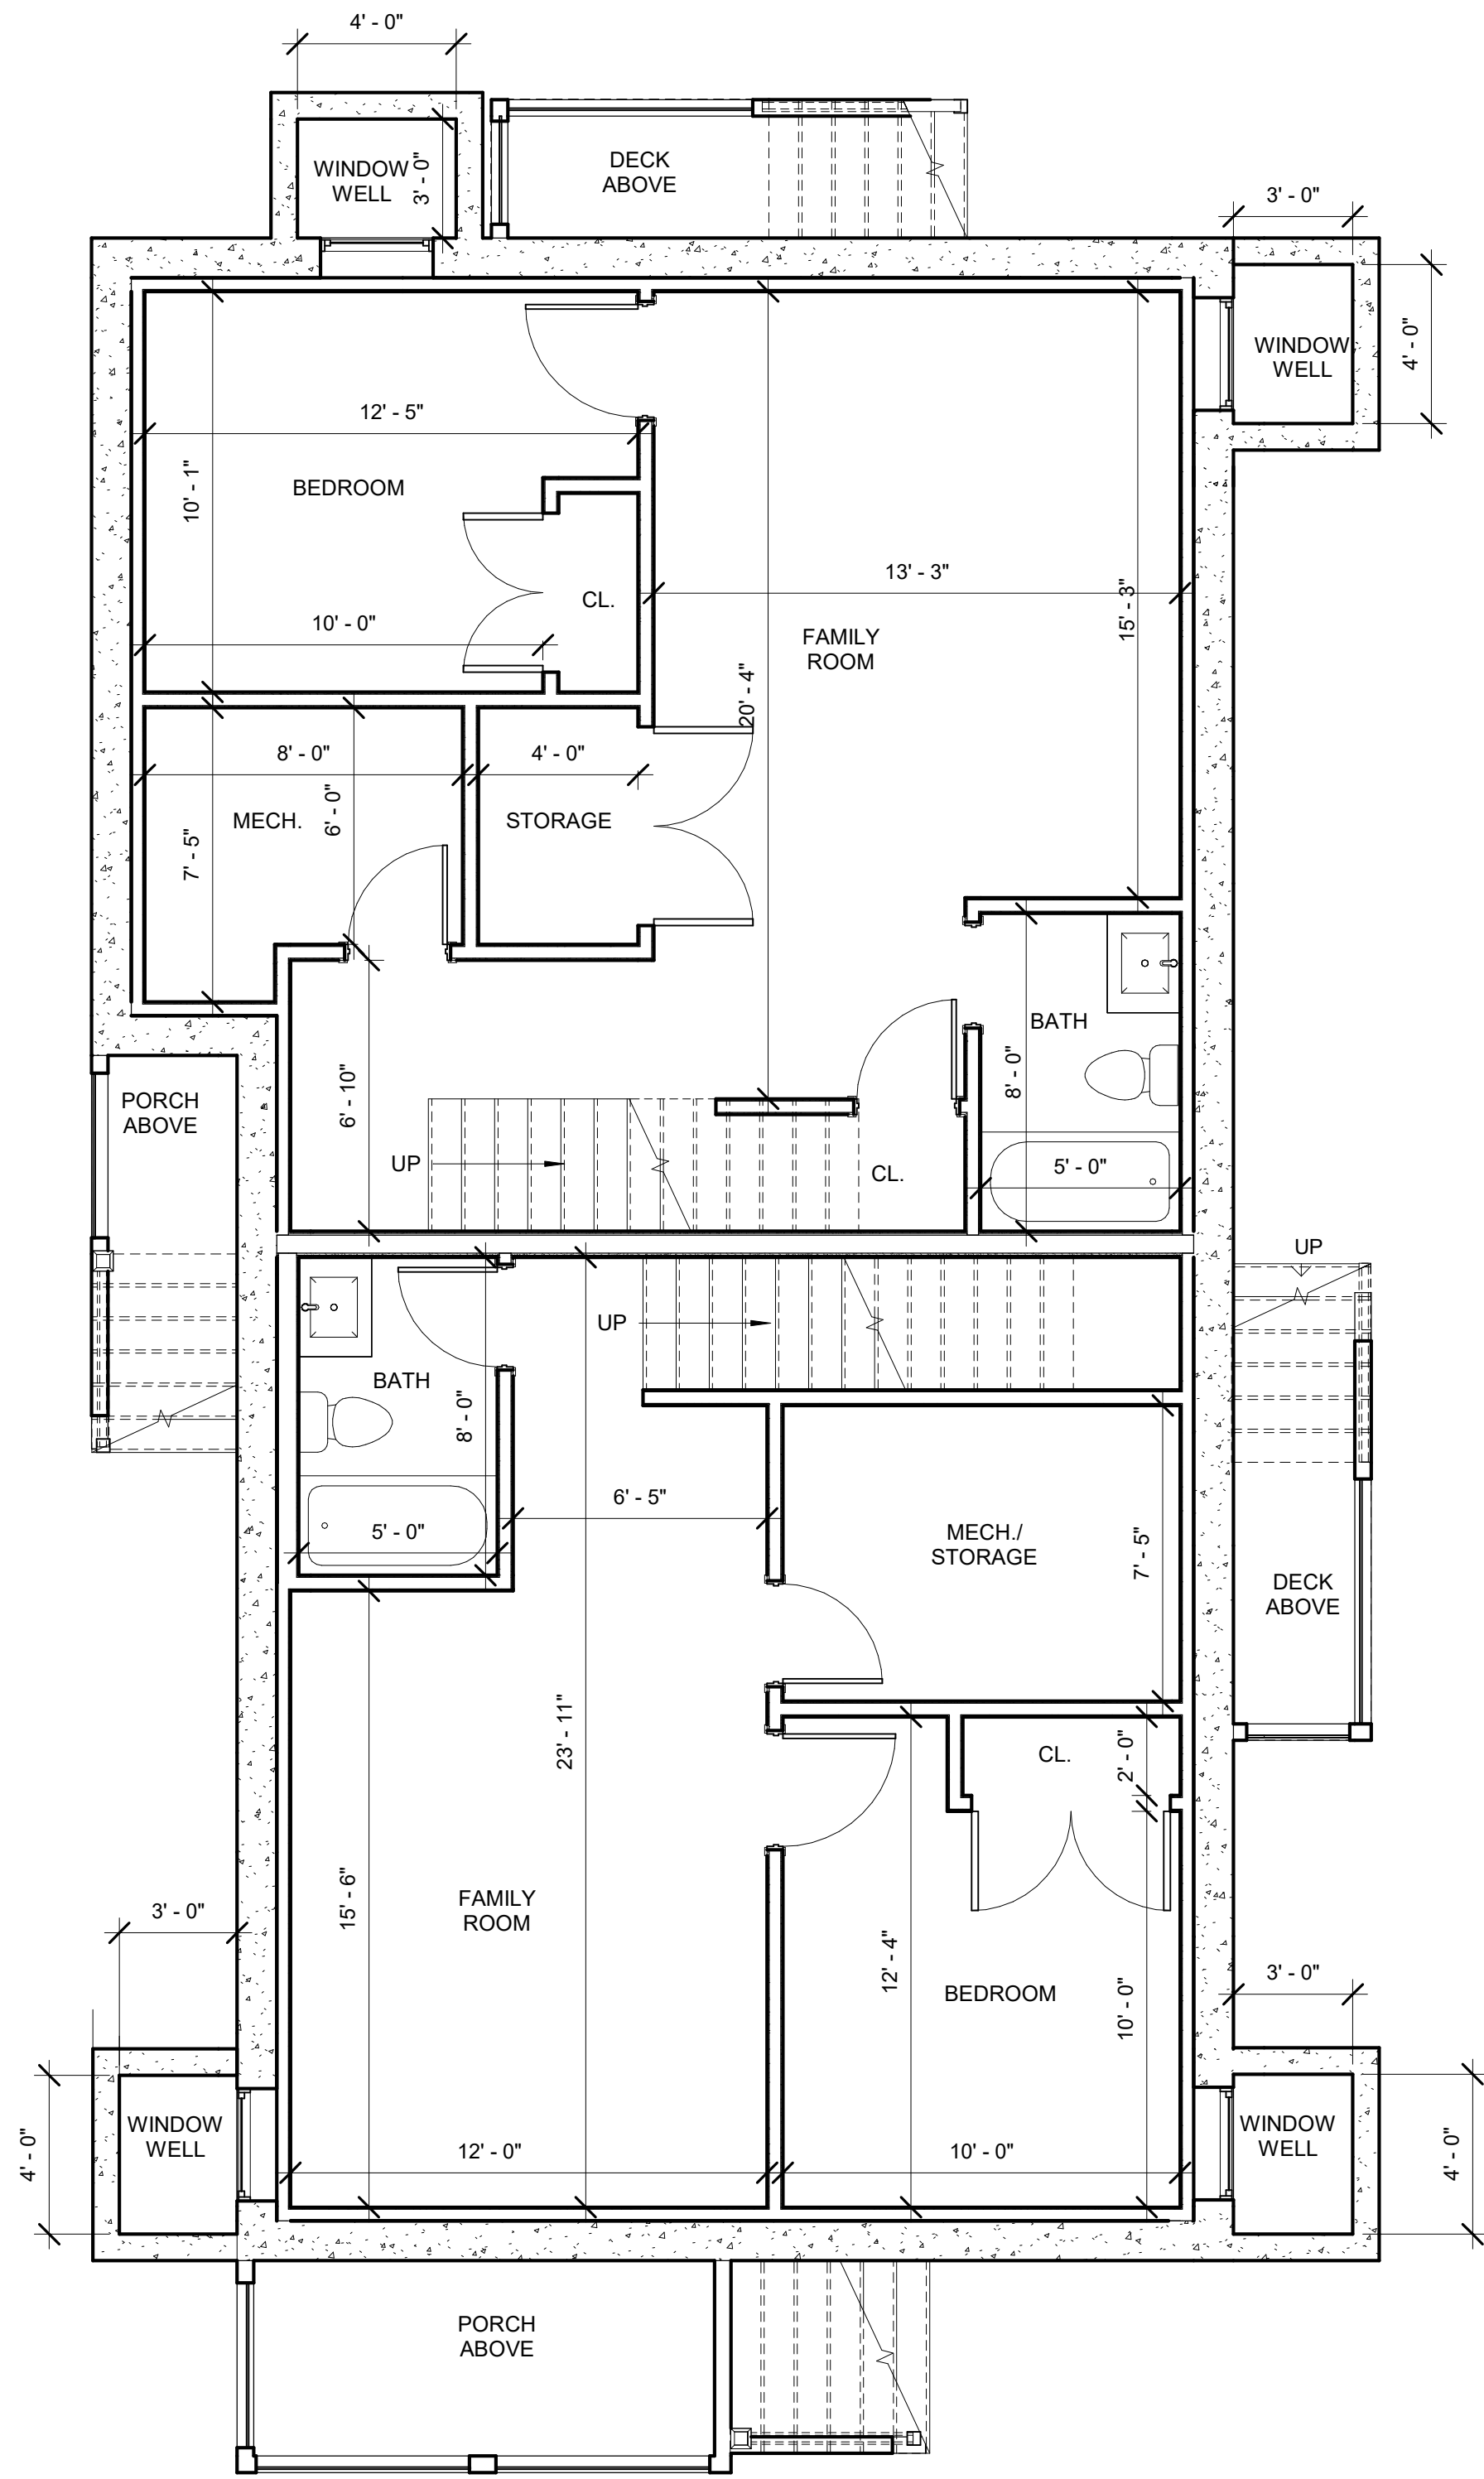 4' - 0"
WINDOW
WELL
3' - 0"
DECK
ABOVE
3' - 0"
WINDOW
WELL
4' - 0"
12' - 5"
10' - 1"
BEDROOM
13' - 3"
15' - 3"
CL.
10' - 0"
FAMILY
ROOM
20' - 4"
8' - 0"
4' - 0"
MECH.
6' - 0"
STORAGE
7' - 5"
BATH
8' - 0"
PORCH
ABOVE
6' - 10"
UP
CL.
5' - 0"
UP
UP
BATH
8' - 0"
6' - 5"
5' - 0"
MECH./
STORAGE
7' - 5"
DECK
ABOVE
23' - 11"
CL.
2' - 0"
15' - 6"
FAMILY
ROOM
3' - 0"
12' - 4"
BEDROOM
10' - 0"
3' - 0"
WINDOW
WELL
4' - 0"
12' - 0"
10' - 0"
WINDOW
WELL
4' - 0"
PORCH
ABOVE